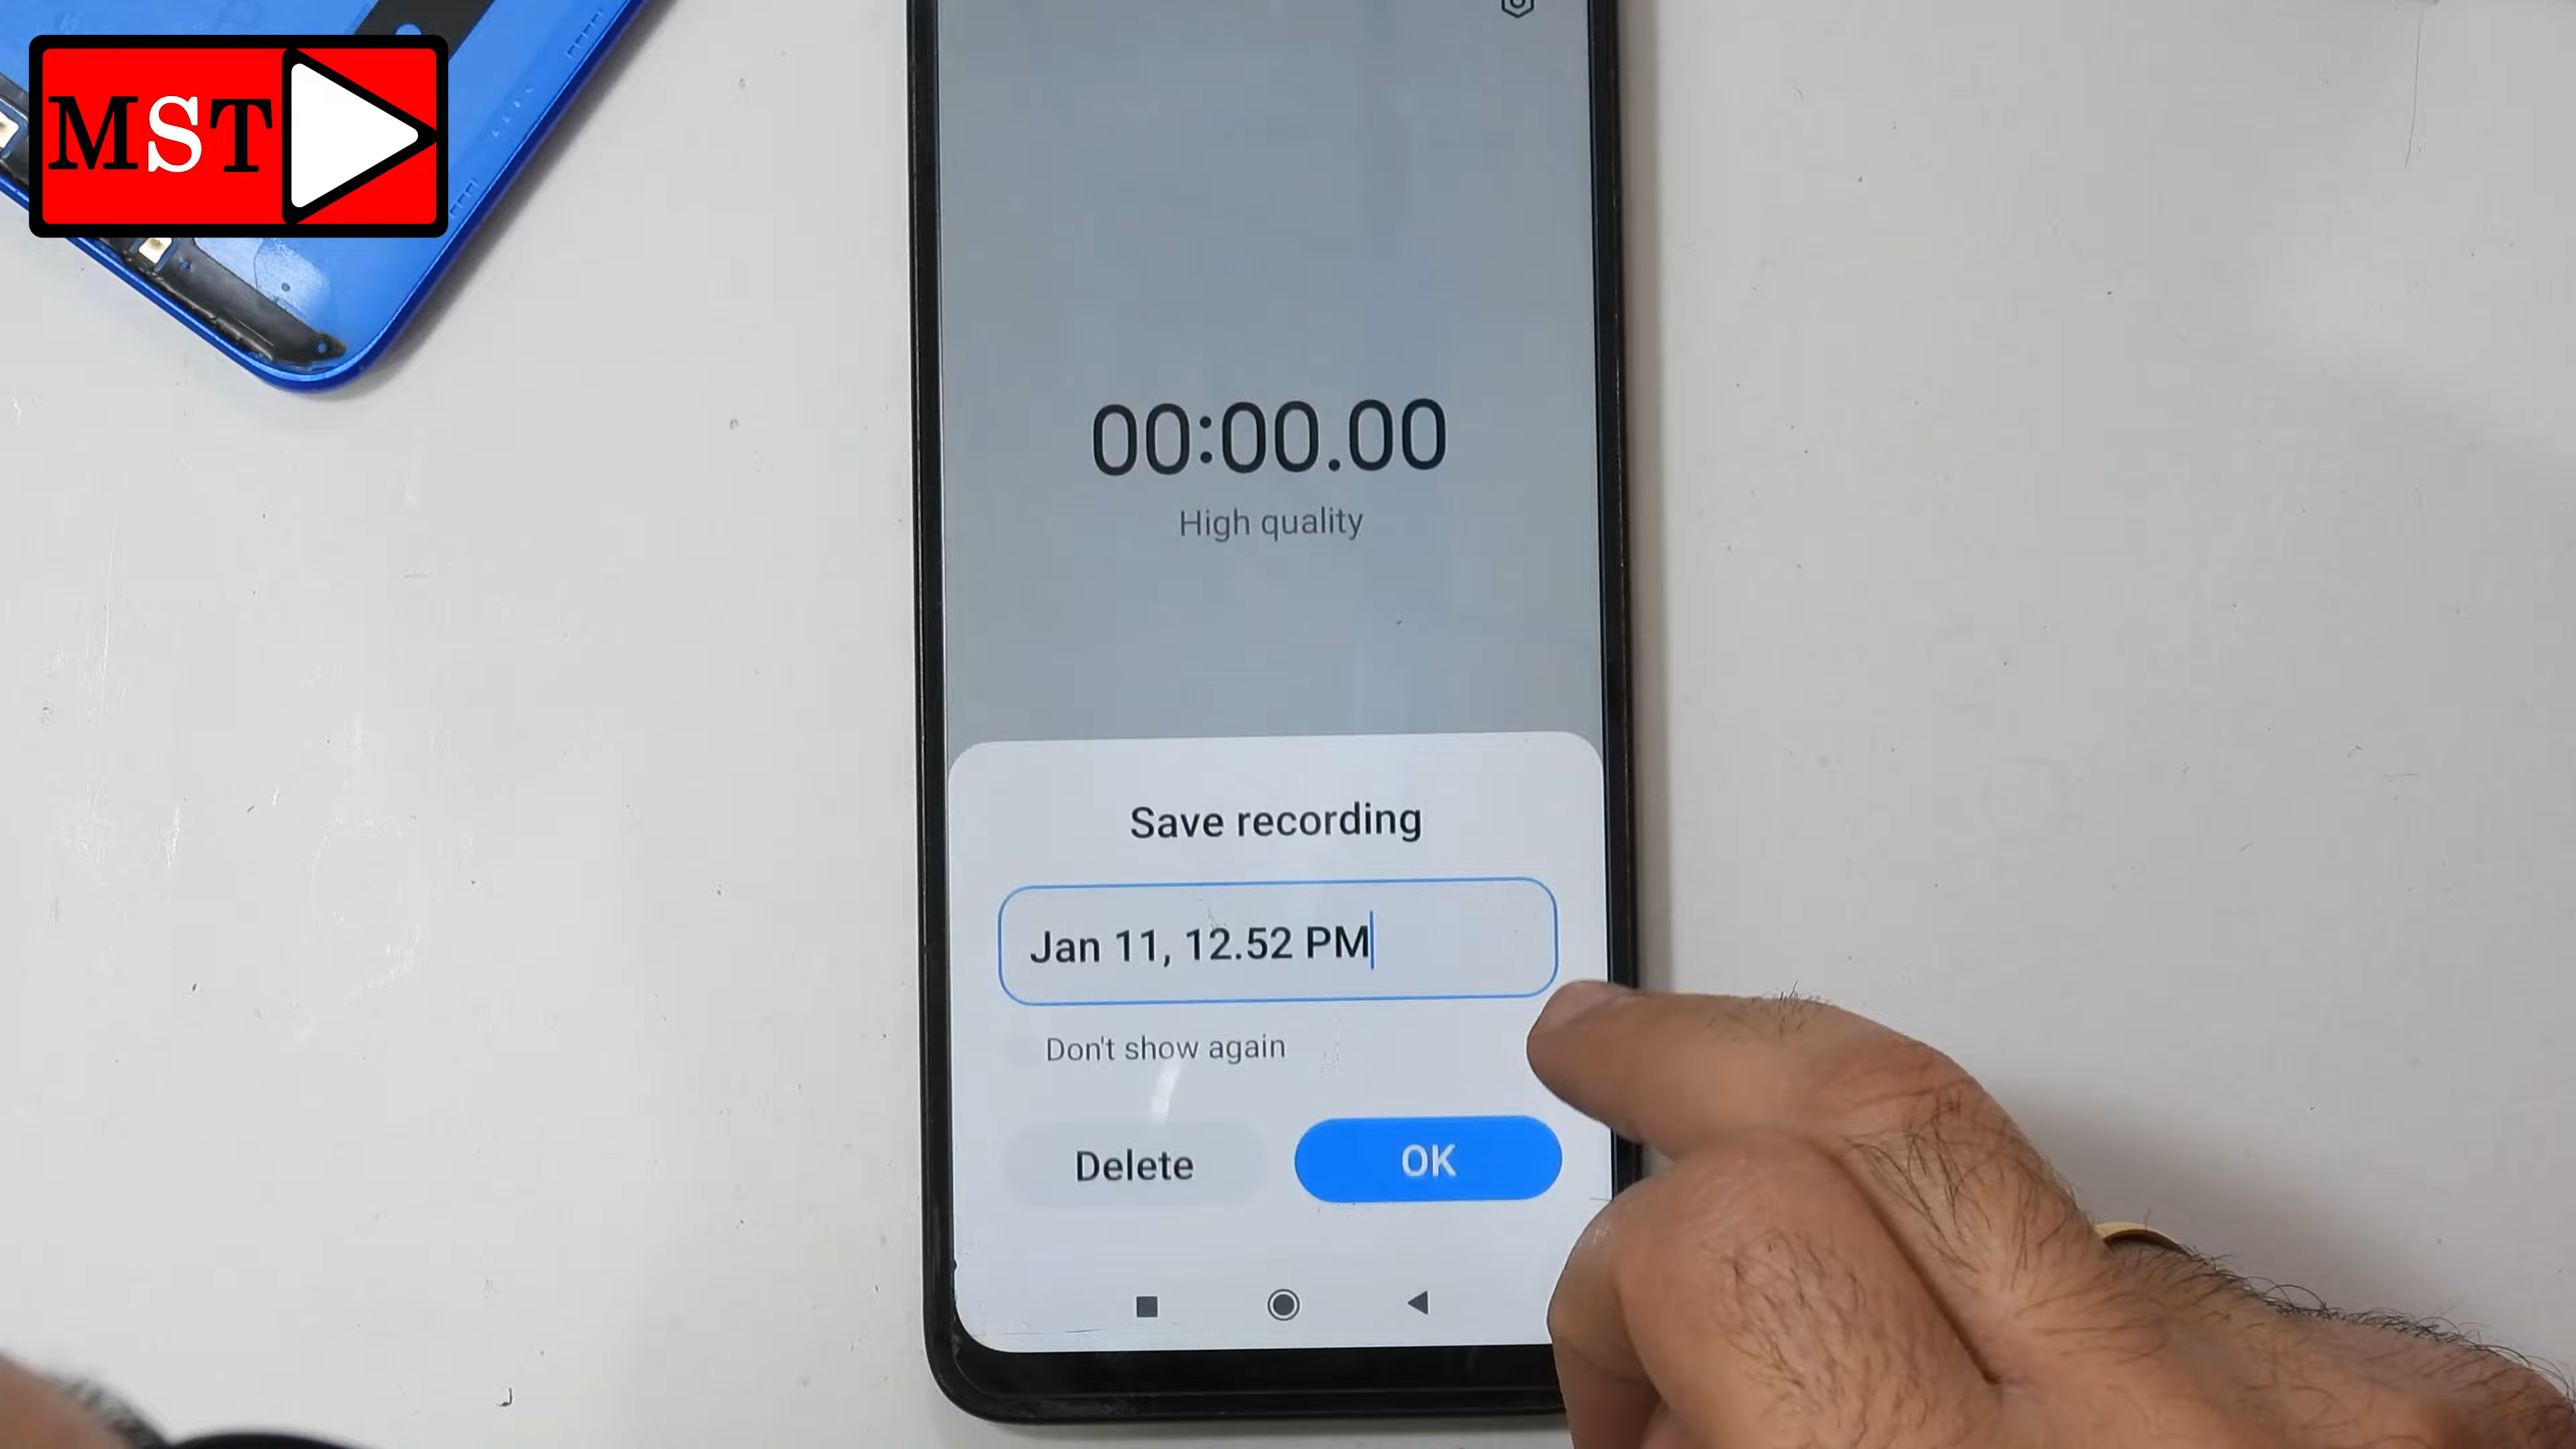 MST
00:00.00
High quality
Save recording
Jan 11, 12.52 PM
Don't show again
Delete
OK